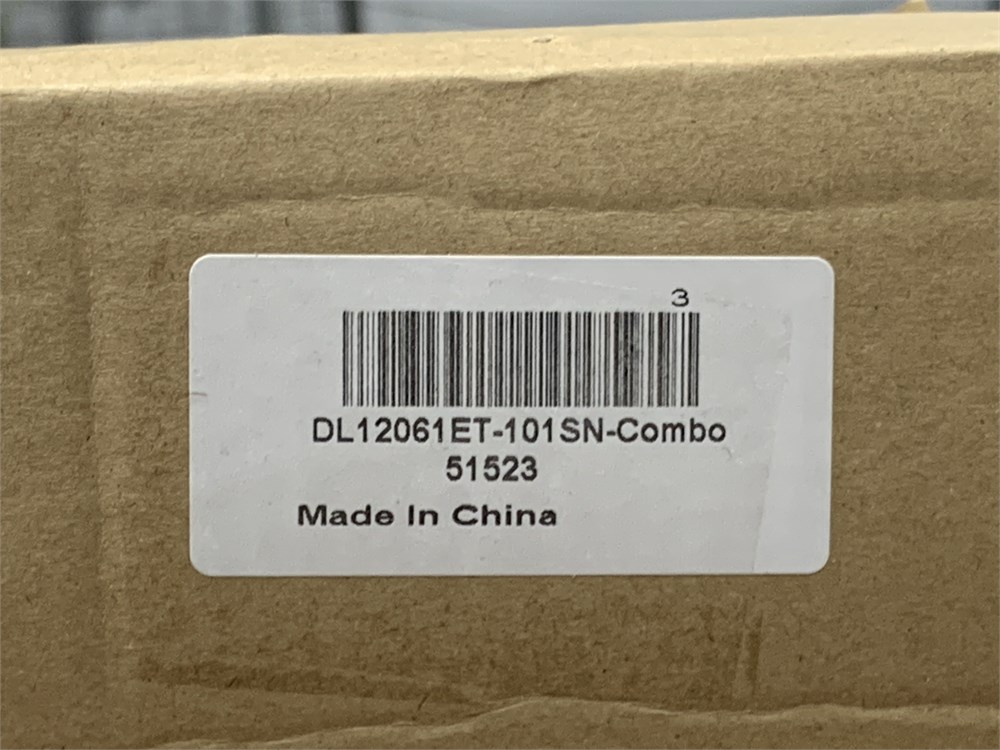 3
DL12061ET-101SN-Combo
51523
Made In China